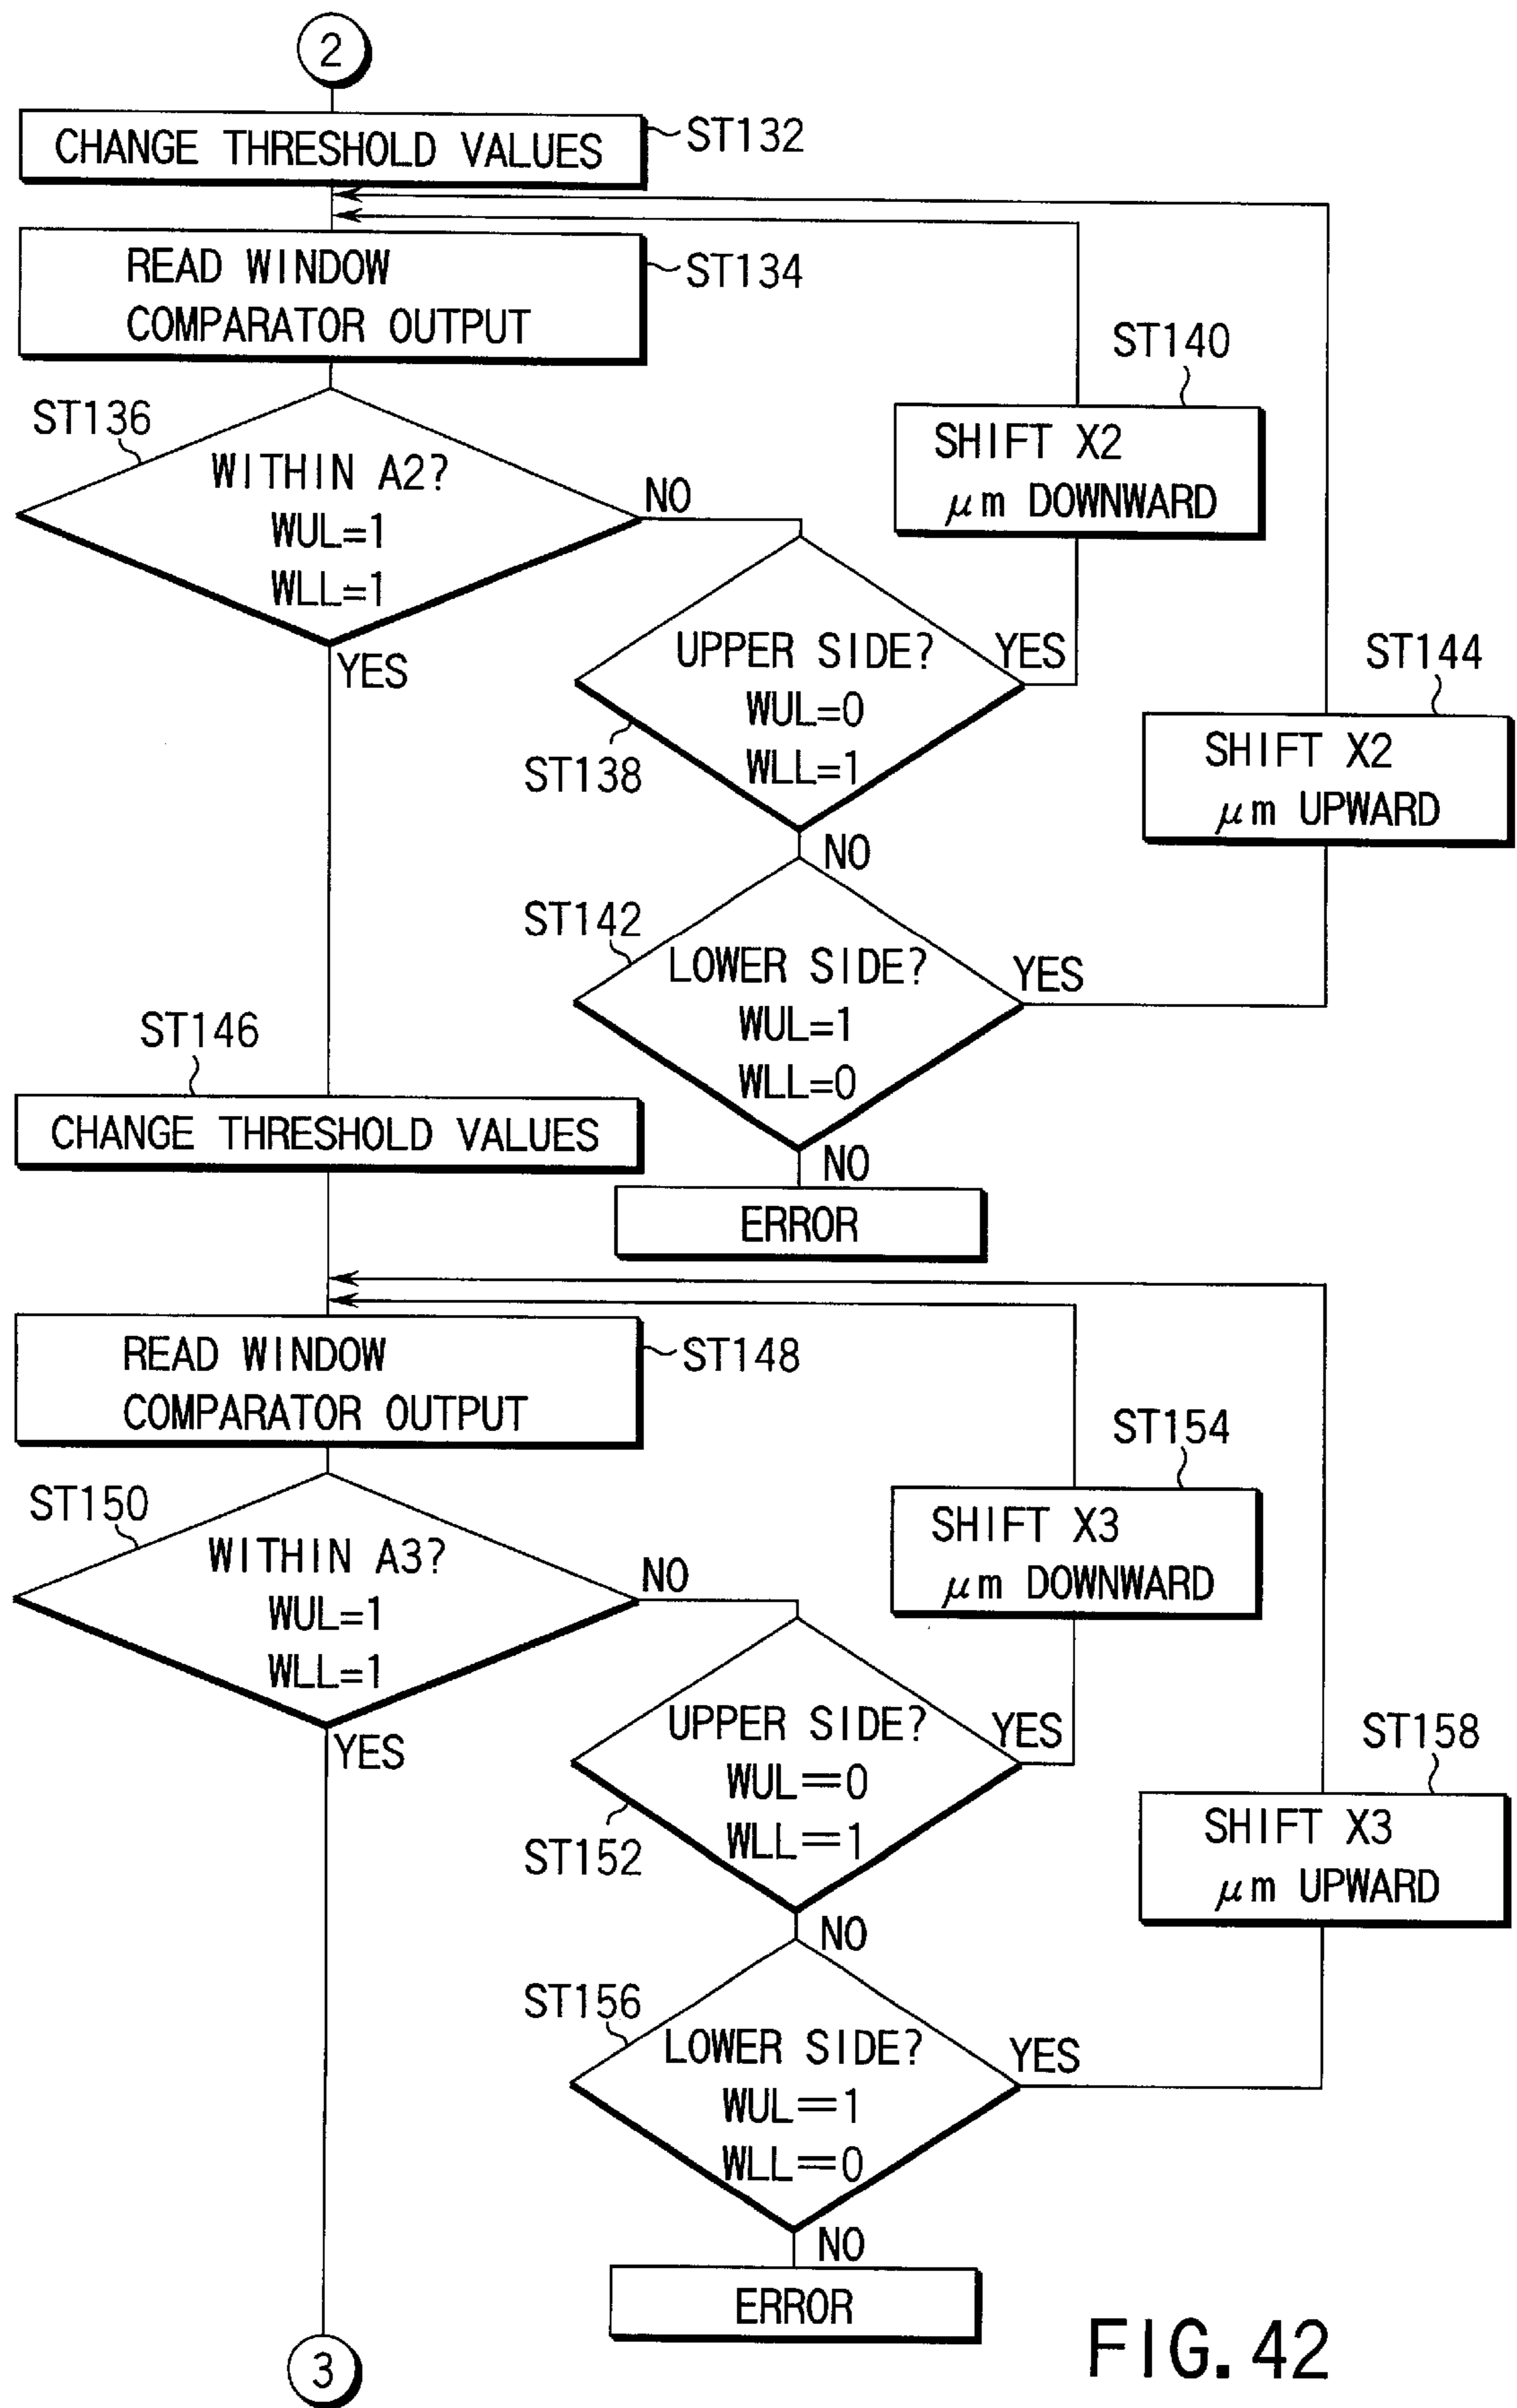 2
CHANGE THRESHOLD VALUES
ST132
READ WINDOW
COMPARATOR OUTPUT
ST134
ST136
WITHIN A2?
WUL=1
WLL=1
NO
YES
ST140
SHIFT X2
μm DOWNWARD
UPPER SIDE?
WUL=0
WLL=1
YES
ST138
NO
ST144
SHIFT X2
μm UPWARD
ST142
LOWER SIDE?
WUL=1
WLL=0
YES
NO
ERROR
ST146
CHANGE THRESHOLD VALUES
READ WINDOW
COMPARATOR OUTPUT
ST148
ST150
WITHIN A3?
WUL=1
WLL=1
NO
YES
ST154
SHIFT X3
μm DOWNWARD
UPPER SIDE?
WUL=0
WLL=1
YES
ST152
NO
ST158
SHIFT X3
μm UPWARD
ST156
LOWER SIDE?
WUL=1
WLL=0
YES
NO
ERROR
3
FIG. 42